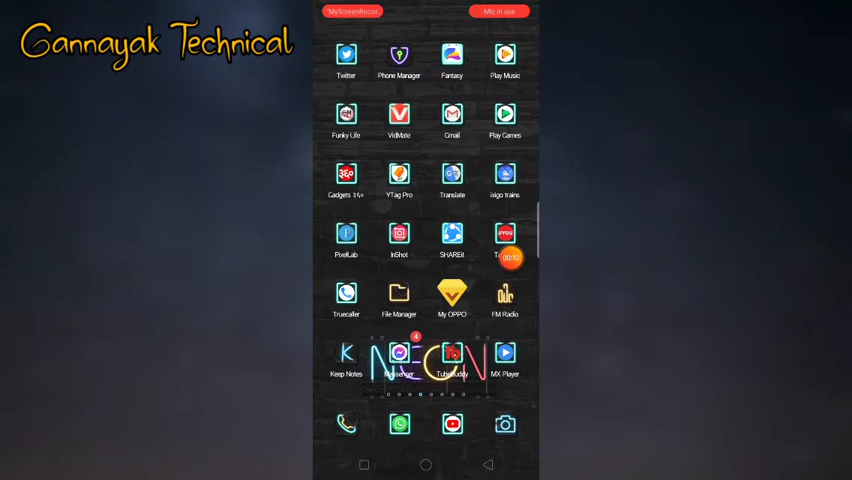 Gannayak Technical
"MyScreenRecor
Mic in use
Twitter
Phone Manager
Fantasy
Play Music
Funky Life
VidMate
Gmail
Play Games
Gadgets ३६०
YTag Pro
Translate
ixigo trains
PixelLab
InShot
SHAREit
00:10
Truecaller
File Manager
My OPPO
FM Radio
4
NEON
Keep Notes
Messenger
TubeBuddy
MX Player